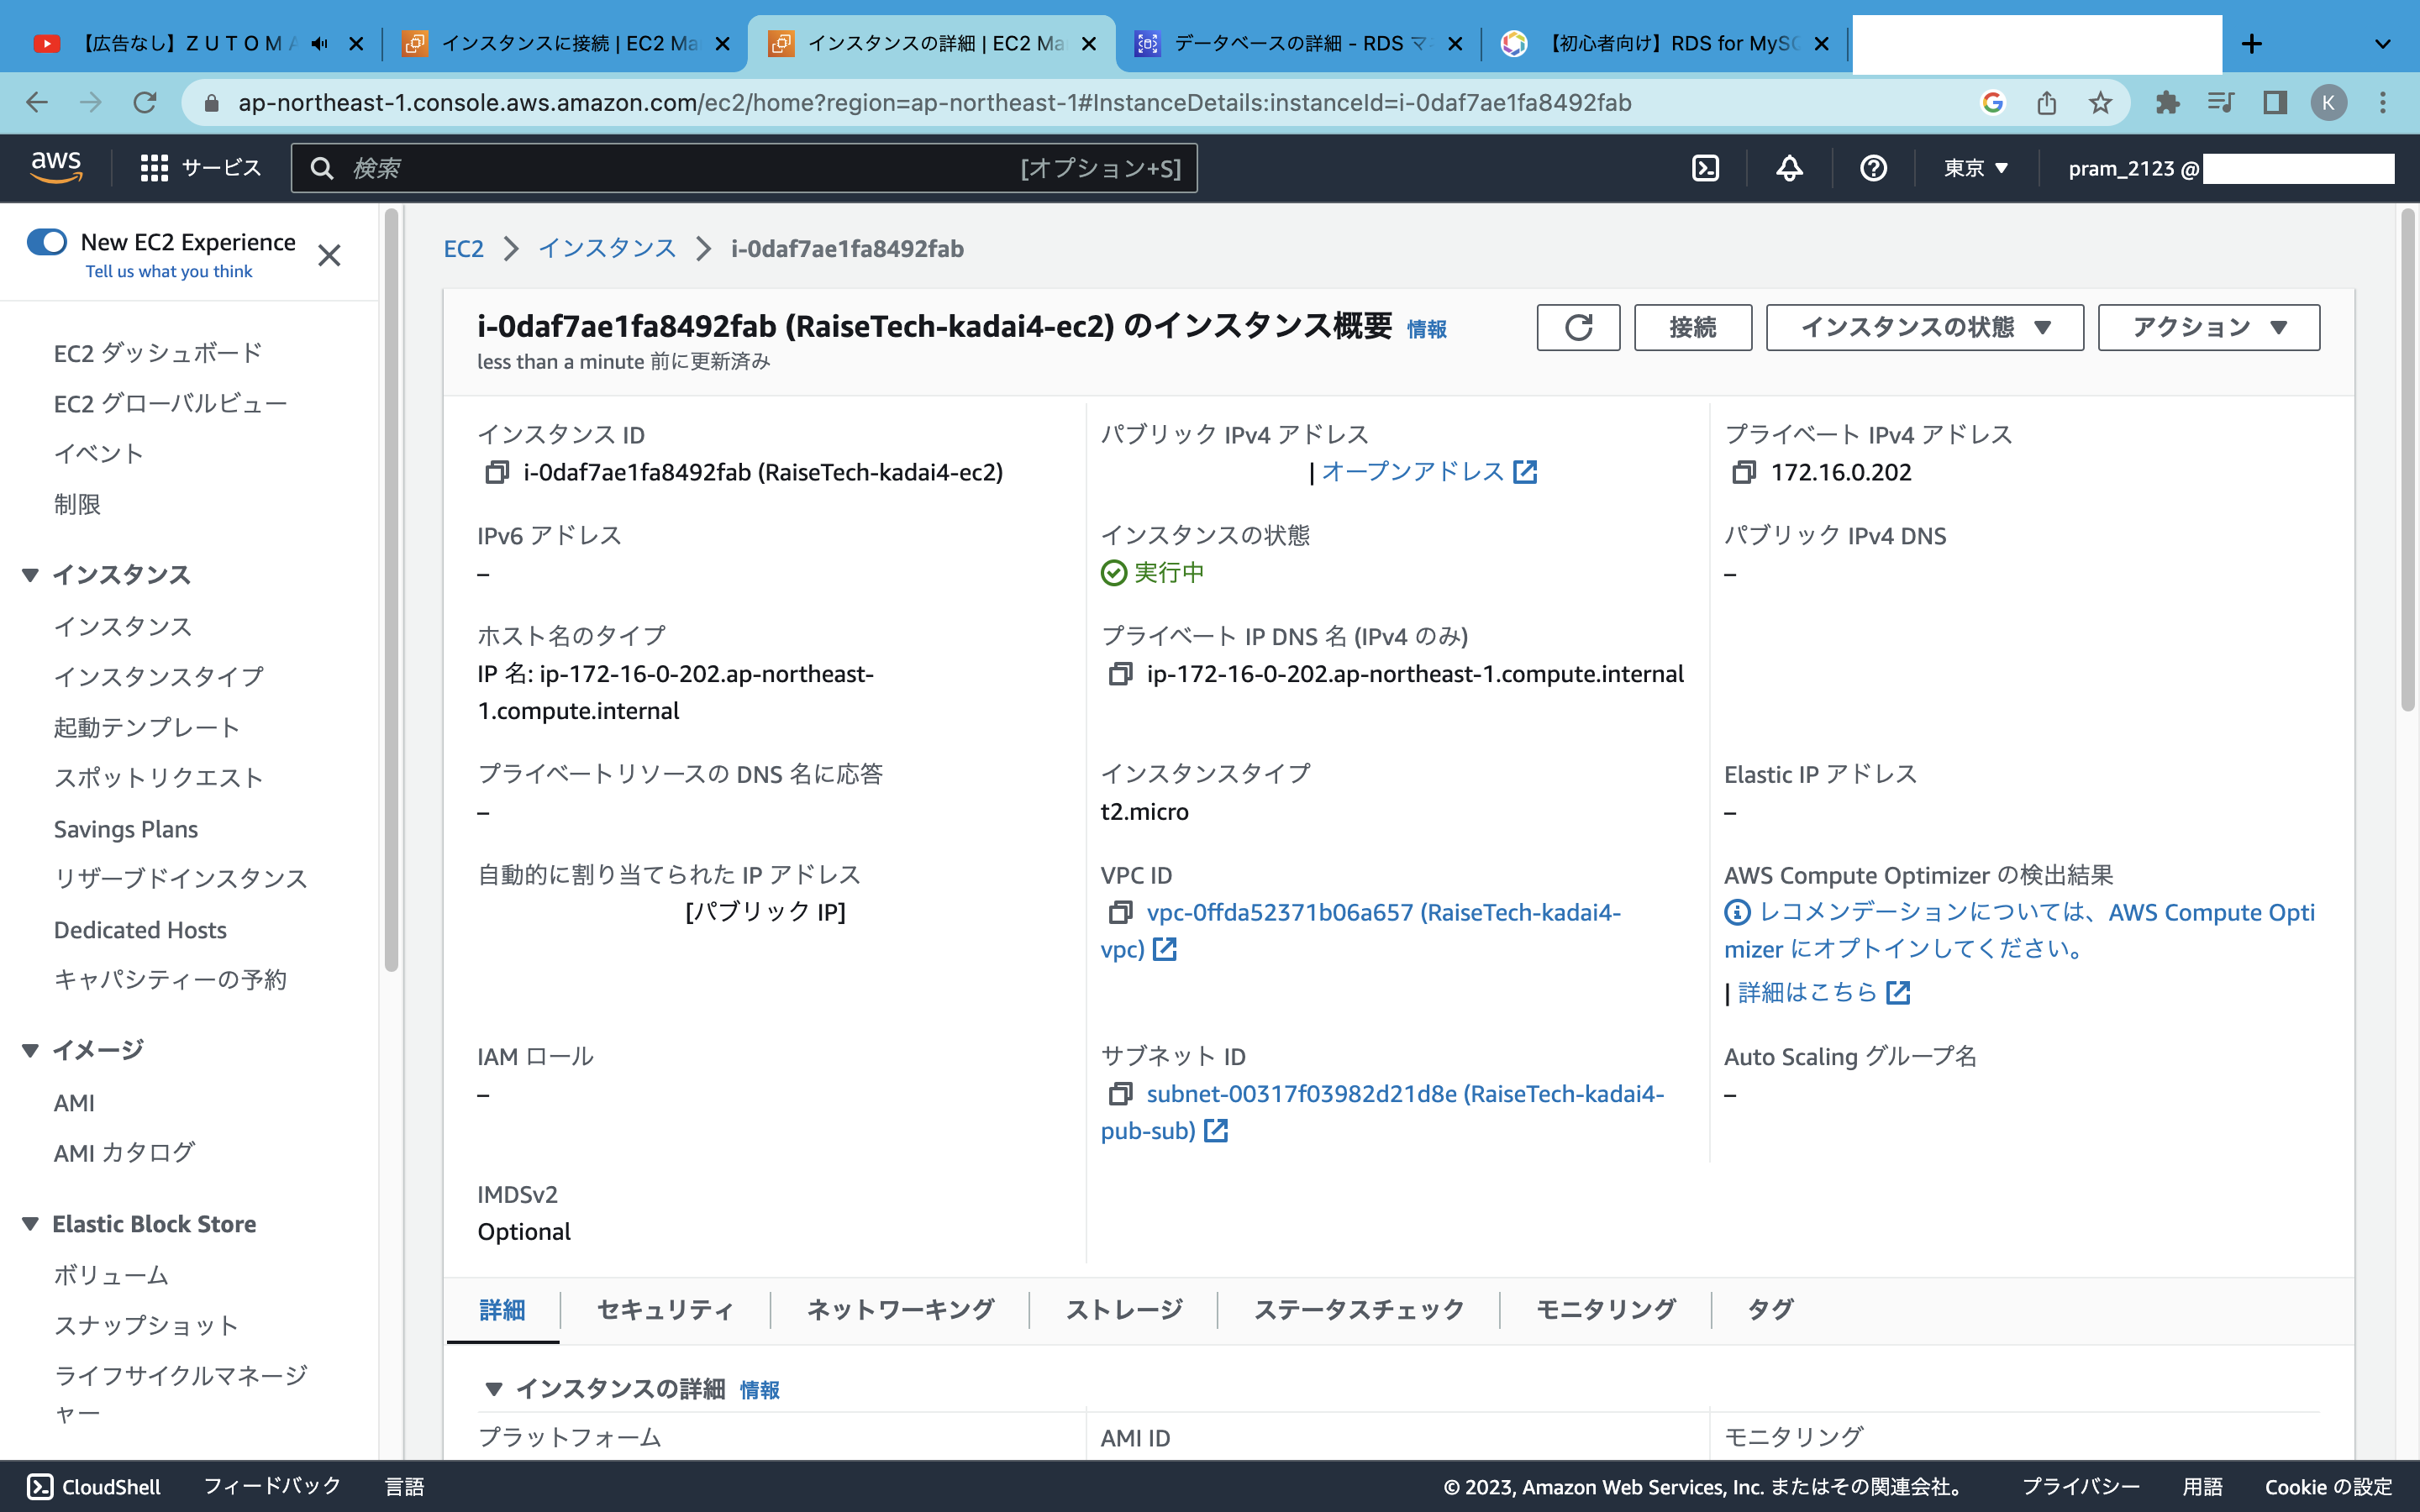 【広告なし】Z U T O M A
インスタンスに接続 | EC2 Ma
インスタンスの詳細 | EC2 Ma
データベースの詳細 - RDS マ
【初心者向け】RDS for MySQ
ap-northeast-1.console.aws.amazon.com/ec2/home?region=ap-northeast-1#InstanceDetails:instanceId=i-0daf7ae1fa8492fab
K
aws
サービス
検索
[オプション+S]
東京 ▼
pram_2123 @
New EC2 Experience
Tell us what you think
EC2 ダッシュボード
EC2 グローバルビュー
イベント
制限
インスタンス
インスタンス
インスタンスタイプ
起動テンプレート
スポットリクエスト
Savings Plans
リザーブドインスタンス
Dedicated Hosts
キャパシティーの予約
イメージ
AMI
AMI カタログ
Elastic Block Store
ボリューム
スナップショット
ライフサイクルマネージ
ャー
EC2
インスタンス
i-0daf7ae1fa8492fab
i-0daf7ae1fa8492fab (RaiseTech-kadai4-ec2) のインスタンス概要 情報
less than a minute 前に更新済み
接続
インスタンスの状態 ▼
アクション ▼
インスタンス ID
i-0daf7ae1fa8492fab (RaiseTech-kadai4-ec2)
パブリック IPv4 アドレス
| オープンアドレス
プライベート IPv4 アドレス
172.16.0.202
IPv6 アドレス
–
インスタンスの状態
実行中
パブリック IPv4 DNS
–
ホスト名のタイプ
IP 名: ip-172-16-0-202.ap-northeast-
1.compute.internal
プライベート IP DNS 名 (IPv4 のみ)
ip-172-16-0-202.ap-northeast-1.compute.internal
プライベートリソースの DNS 名に応答
–
インスタンスタイプ
t2.micro
Elastic IP アドレス
–
自動的に割り当てられた IP アドレス
[パブリック IP]
VPC ID
vpc-0ffda52371b06a657 (RaiseTech-kadai4-
vpc)
AWS Compute Optimizer の検出結果
レコメンデーションについては、AWS Compute Opti
mizer にオプトインしてください。
| 詳細はこちら
IAM ロール
–
サブネット ID
subnet-00317f03982d21d8e (RaiseTech-kadai4-
pub-sub)
Auto Scaling グループ名
–
IMDSv2
Optional
詳細
セキュリティ
ネットワーキング
ストレージ
ステータスチェック
モニタリング
タグ
インスタンスの詳細 情報
プラットフォーム
AMI ID
モニタリング
CloudShell
フィードバック
言語
© 2023, Amazon Web Services, Inc. またはその関連会社。
プライバシー
用語
Cookie の設定